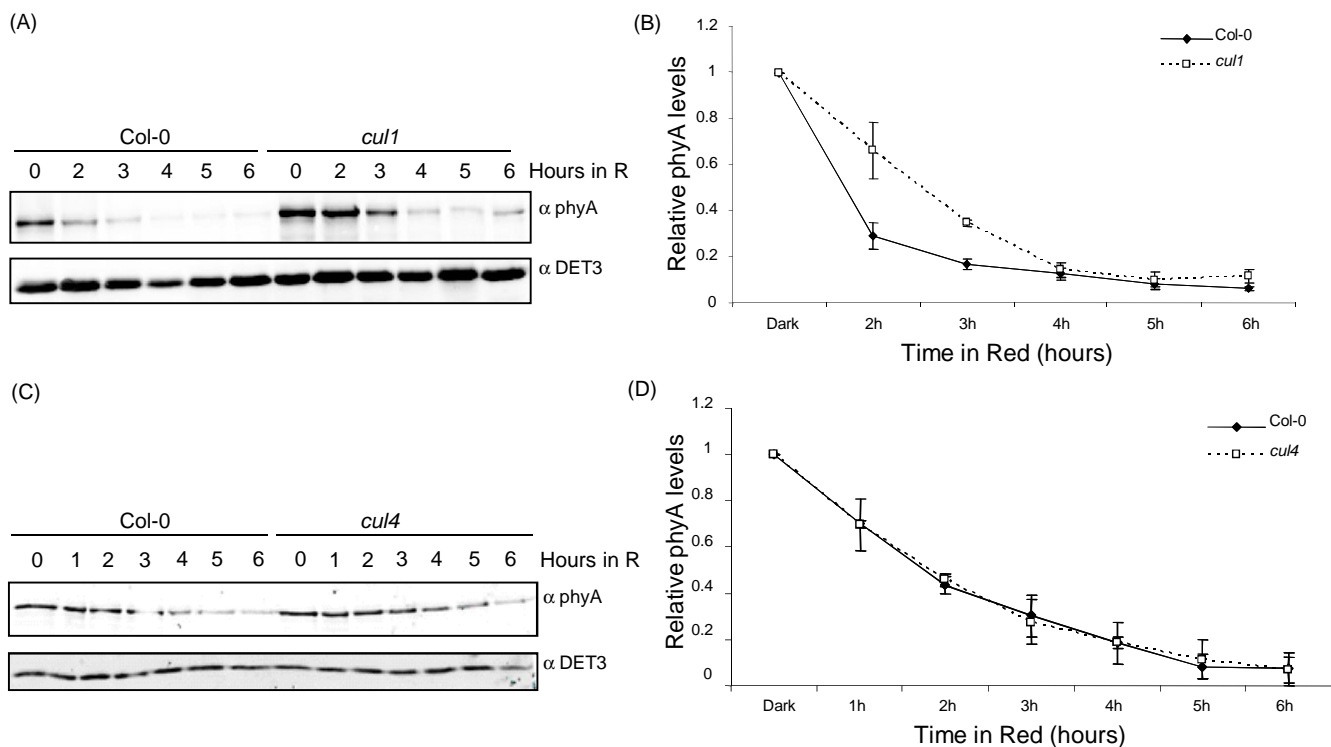 (A)
Col-0 cul1
0 2 3 4 5 6 0 2 3 4 5 6 Hours in R
α phyA
α DET3
(B)
Relative phyA levels
1.2
1
0.8
0.6
0.4
0.2
0
Dark 2h 3h 4h 5h 6h
Time in Red (hours)
Col-0
cul1
(C)
Col-0 cul4
0 1 2 3 4 5 6 0 1 2 3 4 5 6 Hours in R
α phyA
α DET3
(D)
Relative phyA levels
1.2
1
0.8
0.6
0.4
0.2
0
Dark 1h 2h 3h 4h 5h 6h
Time in Red (hours)
Col-0
cul4